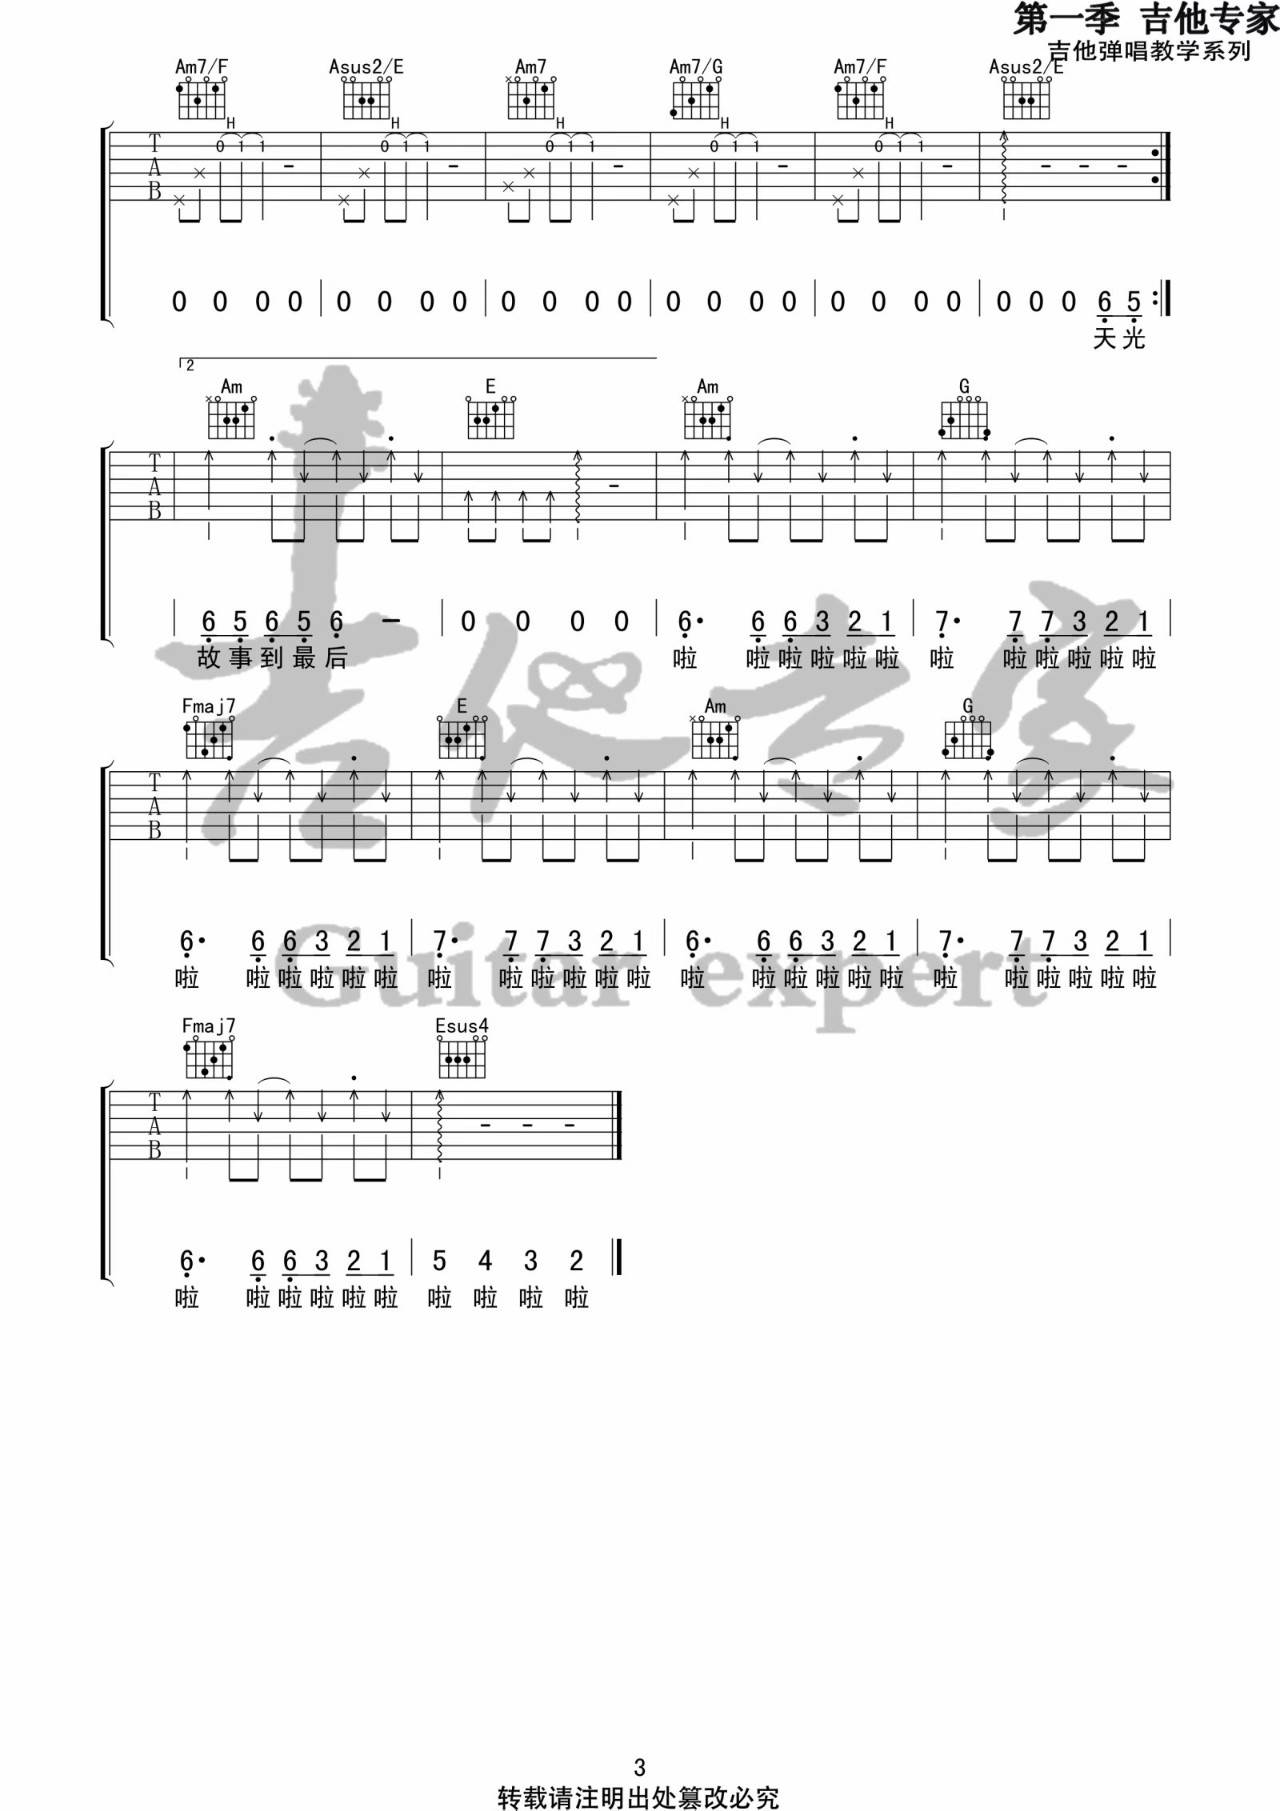 第一季 吉他专家
吉他弹唱教学系列
Am7/F Asus2/E Am7 Am7/G Am7/F Asus2/E
H H H H H
T 0 1 1 0 1 1 0 1 1 0 1 1 0 1 1
A
B
0 0 0 0 0 0 0 0 0 0 0 0 0 0 0 0 0 0 0 0 0 0 0 6 5
天光
2
Am E Am G
T
A
B
6 5 6 5 6 - 0 0 0 0 6· 6 6 3 2 1 7· 7 7 3 2 1
故事到最后 啦 啦啦啦啦啦 啦 啦啦啦啦啦
Fmaj7 E Am G
T
A
B
6· 6 6 3 2 1 7· 7 7 3 2 1 6· 6 6 3 2 1 7· 7 7 3 2 1
啦 啦啦啦啦啦 啦 啦啦啦啦啦 啦 啦啦啦啦啦 啦 啦啦啦啦啦
吉他专家
Guitar expert
Fmaj7 Esus4
T
A
B
6· 6 6 3 2 1 5 4 3 2
啦 啦啦啦啦啦 啦 啦 啦 啦
3
转载请注明出处篡改必究